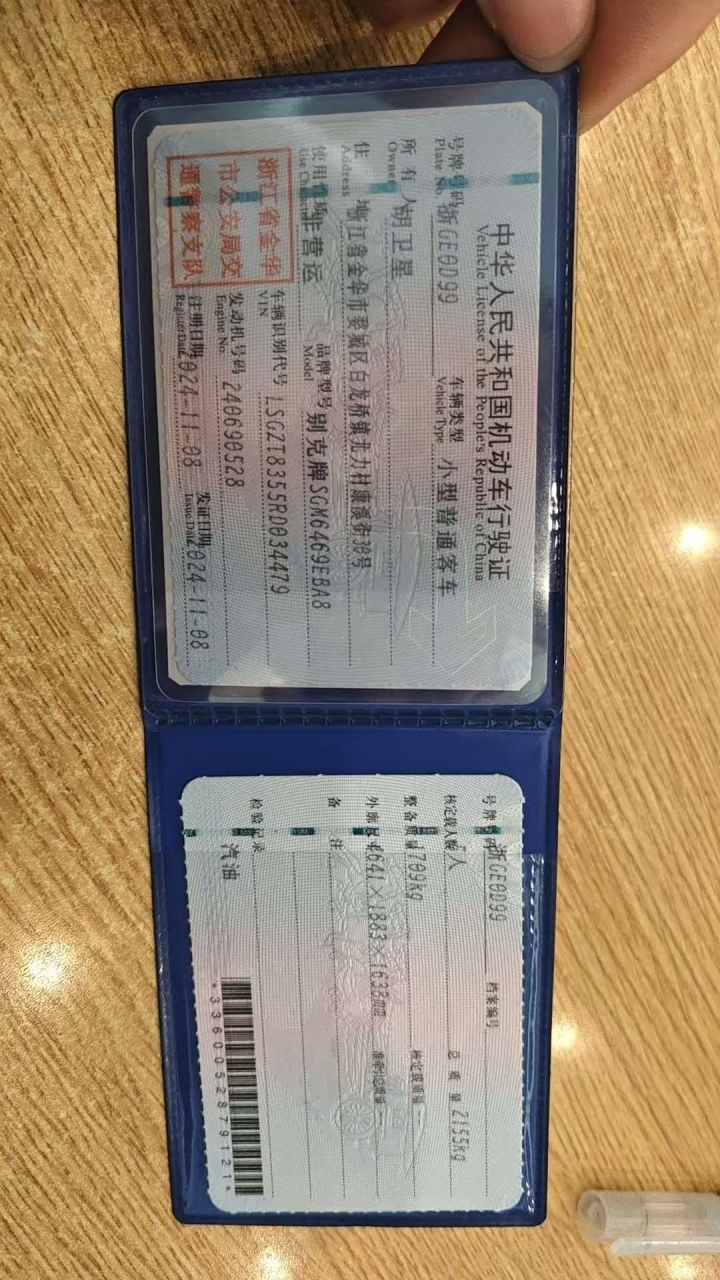 中华人民共和国机动车行驶证
Vehicle License of the People's Republic of China
号牌号码 浙GE0D99 车辆类型 小型普通客车
Plate No. Vehicle Type
所有人 胡卫星
Owner
住 址 浙江省金华市婺城区白龙桥镇北力村康溪街30号
Address
使用性质 非营运 品牌型号 别克牌SGM6469EBA8
Use Character Model
浙江省金华
市公安局交
通警察支队
车辆识别代号 LSGZT8355RD034479
VIN
发动机号码 240690528
Engine No.
注册日期 2024-11-08 发证日期 2024-11-08
Register Date Issue Date
号牌号码 浙GE0D99 档案编号
核定载人数 人 总质量 2155kg
整备质量 1709kg 核定载质量 --
外廓尺寸 4641×1883×1638mm 准牵引总质量 --
备 注
检验记录
汽油
*3360052879121*